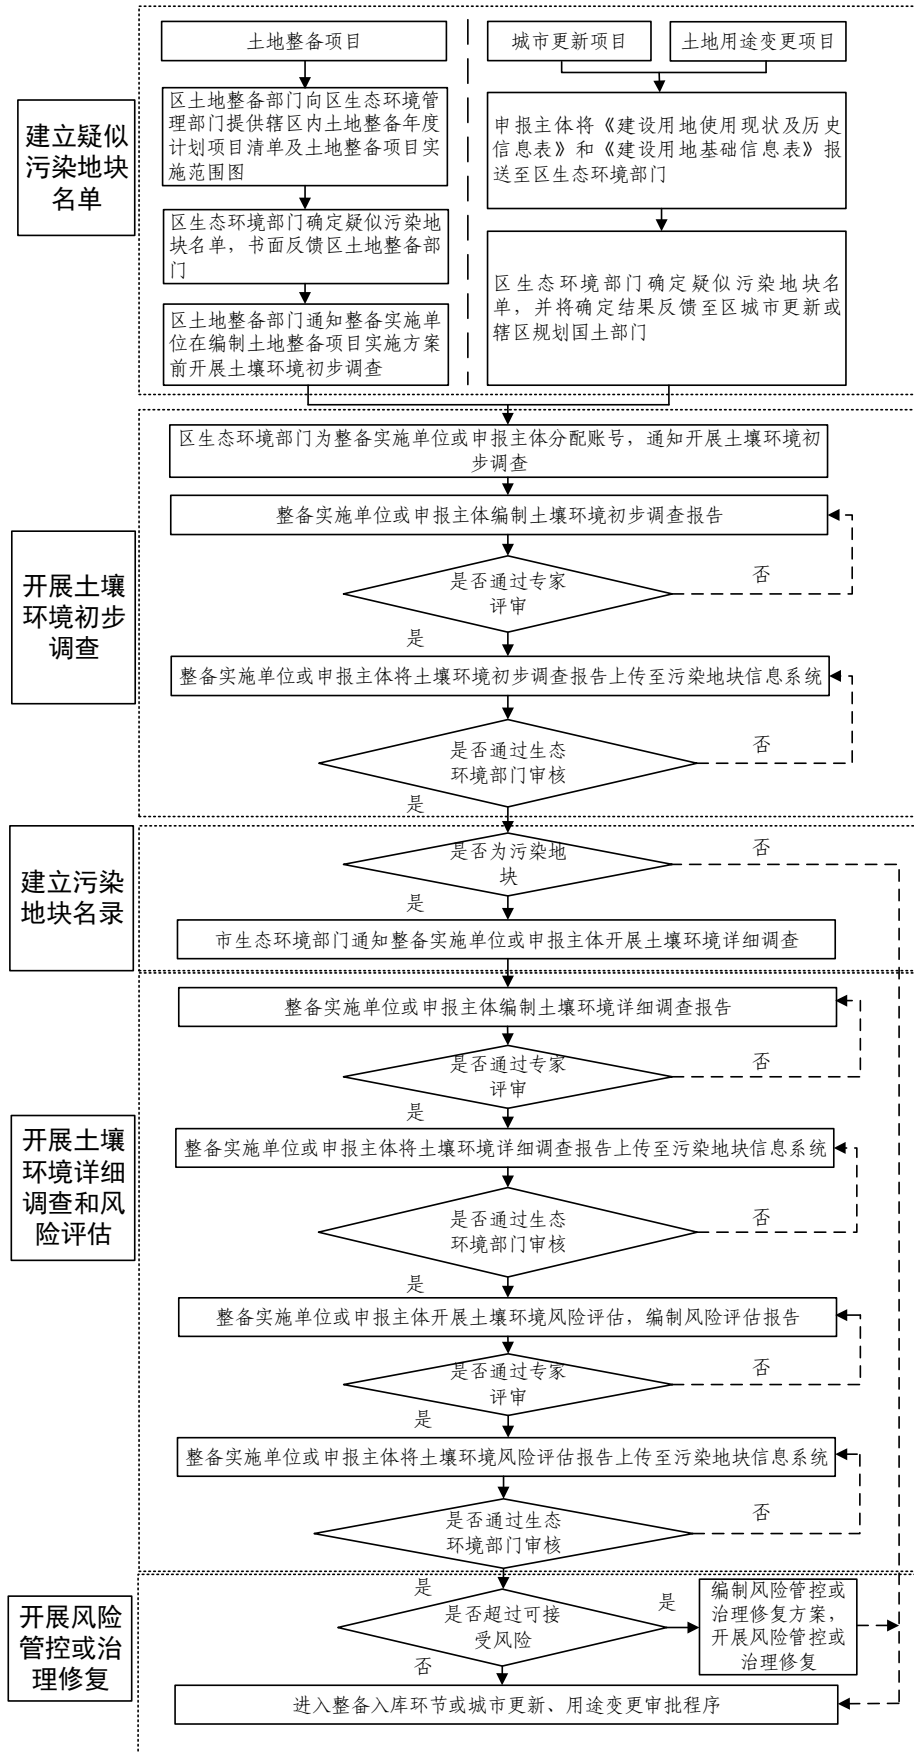 土地整备项目
城市更新项目
土地用途变更项目
建立疑似
污染地块
名单
区土地整备部门向区生态环境管
理部门提供辖区内土地整备年度
计划项目清单及土地整备项目实
施范围图
申报主体将《建设用地使用现状及历史
信息表》和《建设用地基础信息表》报
送至区生态环境部门
区生态环境部门确定疑似污染地
块名单，书面反馈区土地整备部
门
区生态环境部门确定疑似污染地块名
单，并将确定结果反馈至区城市更新或
辖区规划国土部门
区土地整备部门通知整备实施单
位在编制土地整备项目实施方案
前开展土壤环境初步调查
开展土壤
环境初步
调查
区生态环境部门为整备实施单位或申报主体分配账号，通知开展土壤环境初
步调查
整备实施单位或申报主体编制土壤环境初步调查报告
是否通过专家
评审
否
是
整备实施单位或申报主体将土壤环境初步调查报告上传至污染地块信息系统
是否通过生态
环境部门审核
否
是
建立污染
地块名录
是否为污染地
块
否
是
市生态环境部门通知整备实施单位或申报主体开展土壤环境详细调查
开展土壤
环境详细
调查和风
险评估
整备实施单位或申报主体编制土壤环境详细调查报告
是否通过专家
评审
否
是
整备实施单位或申报主体将土壤环境详细调查报告上传至污染地块信息系统
是否通过生态
环境部门审核
否
是
整备实施单位或申报主体开展土壤环境风险评估，编制风险评估报告
是否通过专家
评审
否
是
整备实施单位或申报主体将土壤环境风险评估报告上传至污染地块信息系统
是否通过生态
环境部门审核
否
是
开展风险
管控或治
理修复
是否超过可接
受风险
是
编制风险管控或
治理修复方案，
开展风险管控或
治理修复
否
进入整备入库环节或城市更新、用途变更审批程序